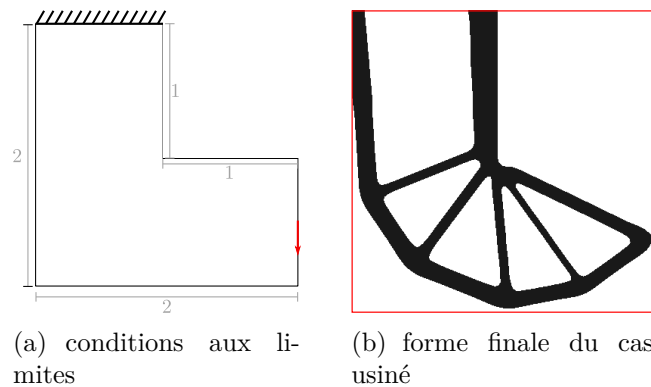 1
2
1
2
(a) conditions aux li-
mites
(b) forme finale du cas
usiné